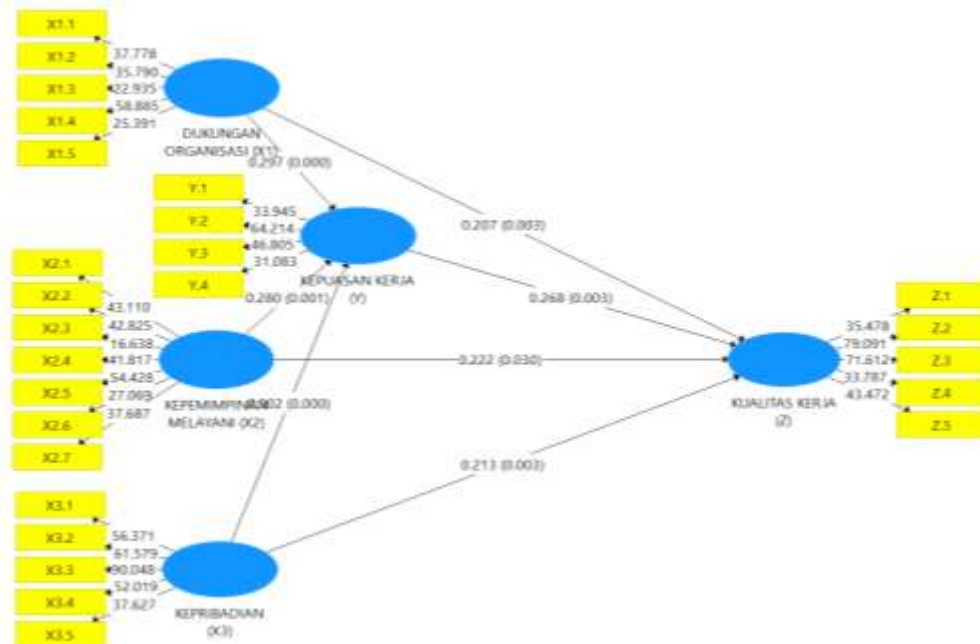 X1.1
X1.2
X1.3
X1.4
X1.5
37.778
35.790
22.935
58.885
25.391
DUKUNGAN
ORGANISASI (X1)
0.297 (0.000)
0.207 (0.003)
Y.1
Y.2
Y.3
Y.4
33.945
64.214
46.805
31.083
KEPUASAN KERJA
(Y)
0.280 (0.001)
0.268 (0.003)
X2.1
X2.2
X2.3
X2.4
X2.5
X2.6
X2.7
43.110
42.825
16.638
41.817
54.428
27.093
37.687
KEPEMIMPINAN
MELAYANI (X2)
(0.000)
0.222 (0.030)
Z.1
Z.2
Z.3
Z.4
Z.5
35.478
79.091
71.612
33.787
43.472
KUALITAS KERJA
(Z)
0.213 (0.003)
X3.1
X3.2
X3.3
X3.4
X3.5
56.371
61.579
90.048
52.019
37.627
KEPRIBADIAN
(X3)